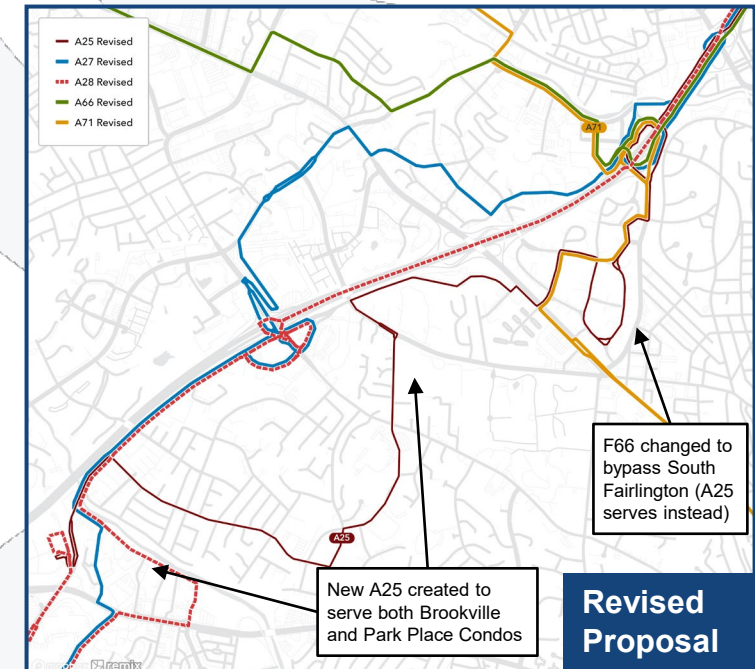 A25 Revised
A27 Revised
A28 Revised
A66 Revised
A71 Revised
A71
F66 changed to
bypass South
Fairlington (A25
serves instead)
A25
New A25 created to
serve both Brookville
and Park Place Condos
Revised
Proposal
remix